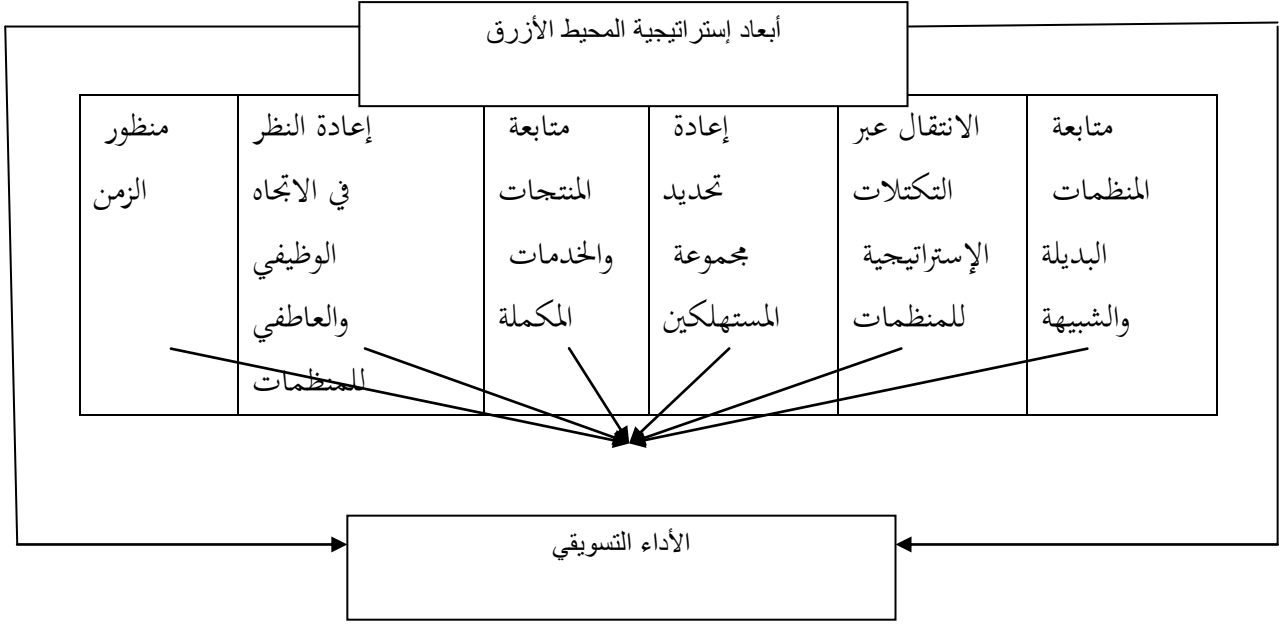 أبعاد إستراتيجية المحيط الأزرق
متابعة
المنظمات
البديلة
والشبيهة
الانتقال عبر
التكتلات
الإستراتيجية
للمنظمات
إعادة
تحديد
مجموعة
المستهلكين
متابعة
المنتجات
والخدمات
المكملة
إعادة النظر
في الاتجاه
الوظيفي
والعاطفي
للمنظمات
منظور
الزمن
الأداء التسويقي